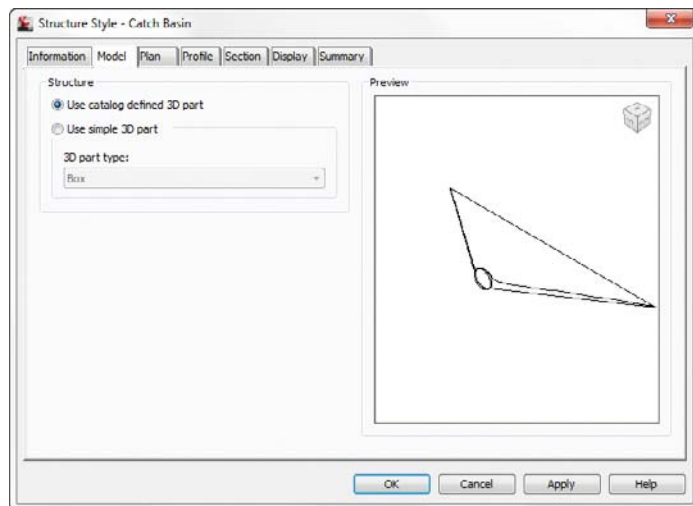 Structure Style - Catch Basin
Information Model Plan Profile Section Display Summary
Structure
Use catalog defined 3D part
Use simple 3D part
3D part type:
Box
Preview
OK Cancel Apply Help